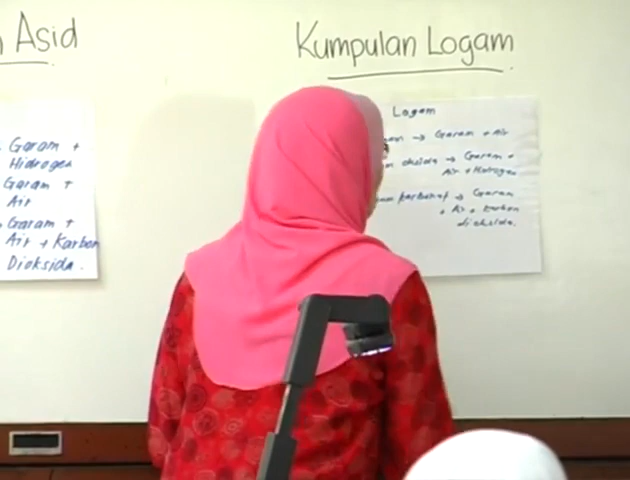 Asid
Kumpulan Logam
Garam +
Hidrogen
Garam +
Air
Garam +
Air + Karbon
Dioksida.
Logam
→ Garam + Air
oksida → Garam +
Air + Hidrogen
karbonat → Garam
+ Air + karbon
dioksida.